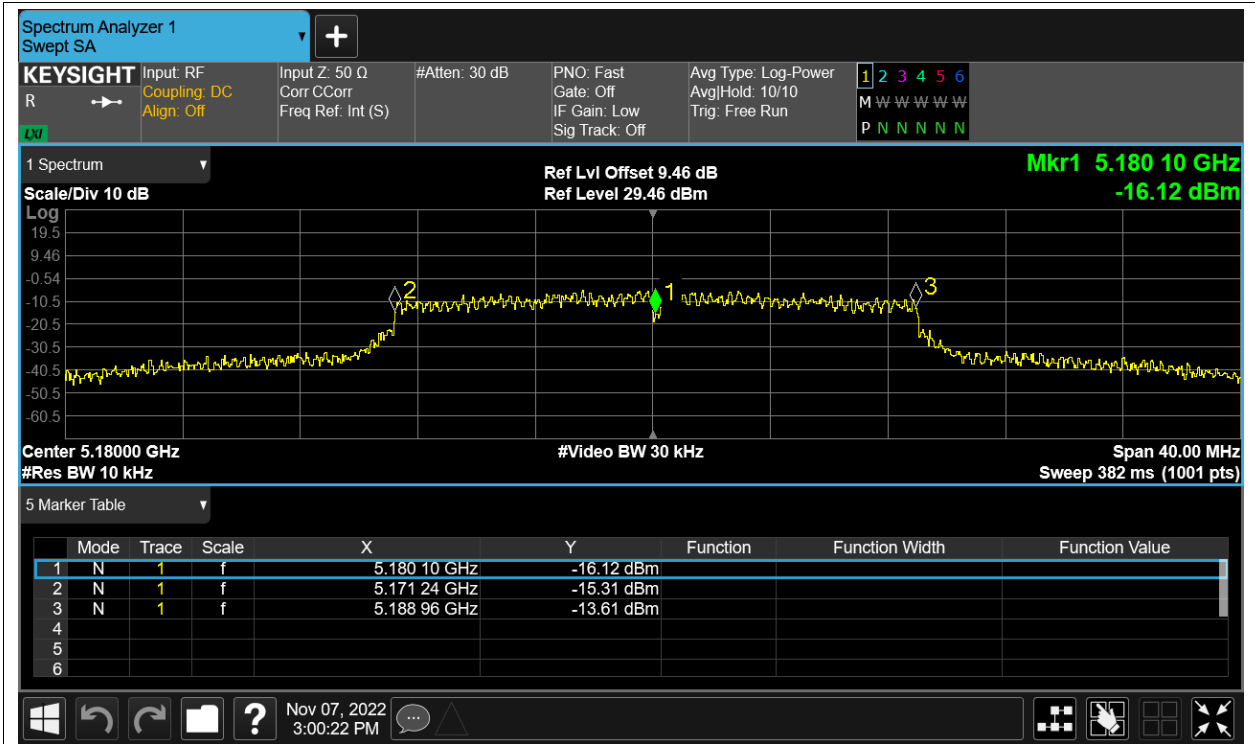 Spectrum Analyzer 1
Swept SA
KEYSIGHT
R
LXI
Input: RF
Coupling: DC
Align: Off
Input Z: 50 Ω
Corr CCorr
Freq Ref: Int (S)
#Atten: 30 dB
PNO: Fast
Gate: Off
IF Gain: Low
Sig Track: Off
Avg Type: Log-Power
Avg|Hold: 10/10
Trig: Free Run
1 2 3 4 5 6
M W W W W W
P N N N N N
1 Spectrum
Scale/Div 10 dB
Ref Lvl Offset 9.46 dB
Ref Level 29.46 dBm
Mkr1 5.180 10 GHz
-16.12 dBm
Log
19.5
9.46
-0.54
-10.5
-20.5
-30.5
-40.5
-50.5
-60.5
2
1
3
Center 5.18000 GHz
#Video BW 30 kHz
Span 40.00 MHz
#Res BW 10 kHz
Sweep 382 ms (1001 pts)
5 Marker Table
Mode Trace Scale X Y Function Function Width Function Value
1 N 1 f 5.180 10 GHz -16.12 dBm
2 N 1 f 5.171 24 GHz -15.31 dBm
3 N 1 f 5.188 96 GHz -13.61 dBm
4
5
6
?
Nov 07, 2022
3:00:22 PM